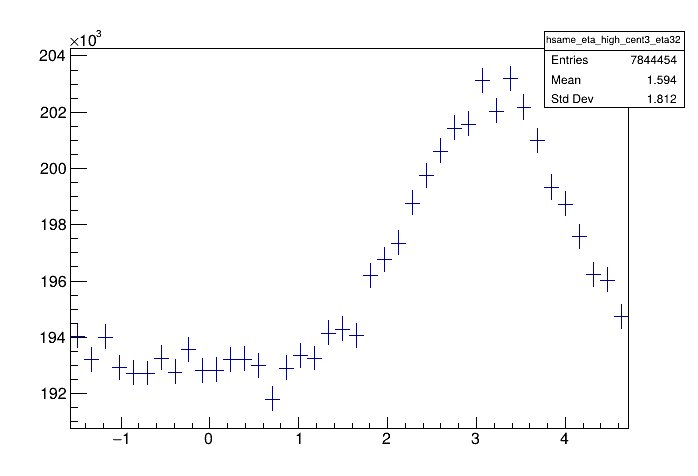 ×10³
hsame_eta_high_cent3_eta32
Entries 7844454
Mean 1.594
Std Dev 1.812
204
202
200
198
196
194
192
−1 0 1 2 3 4